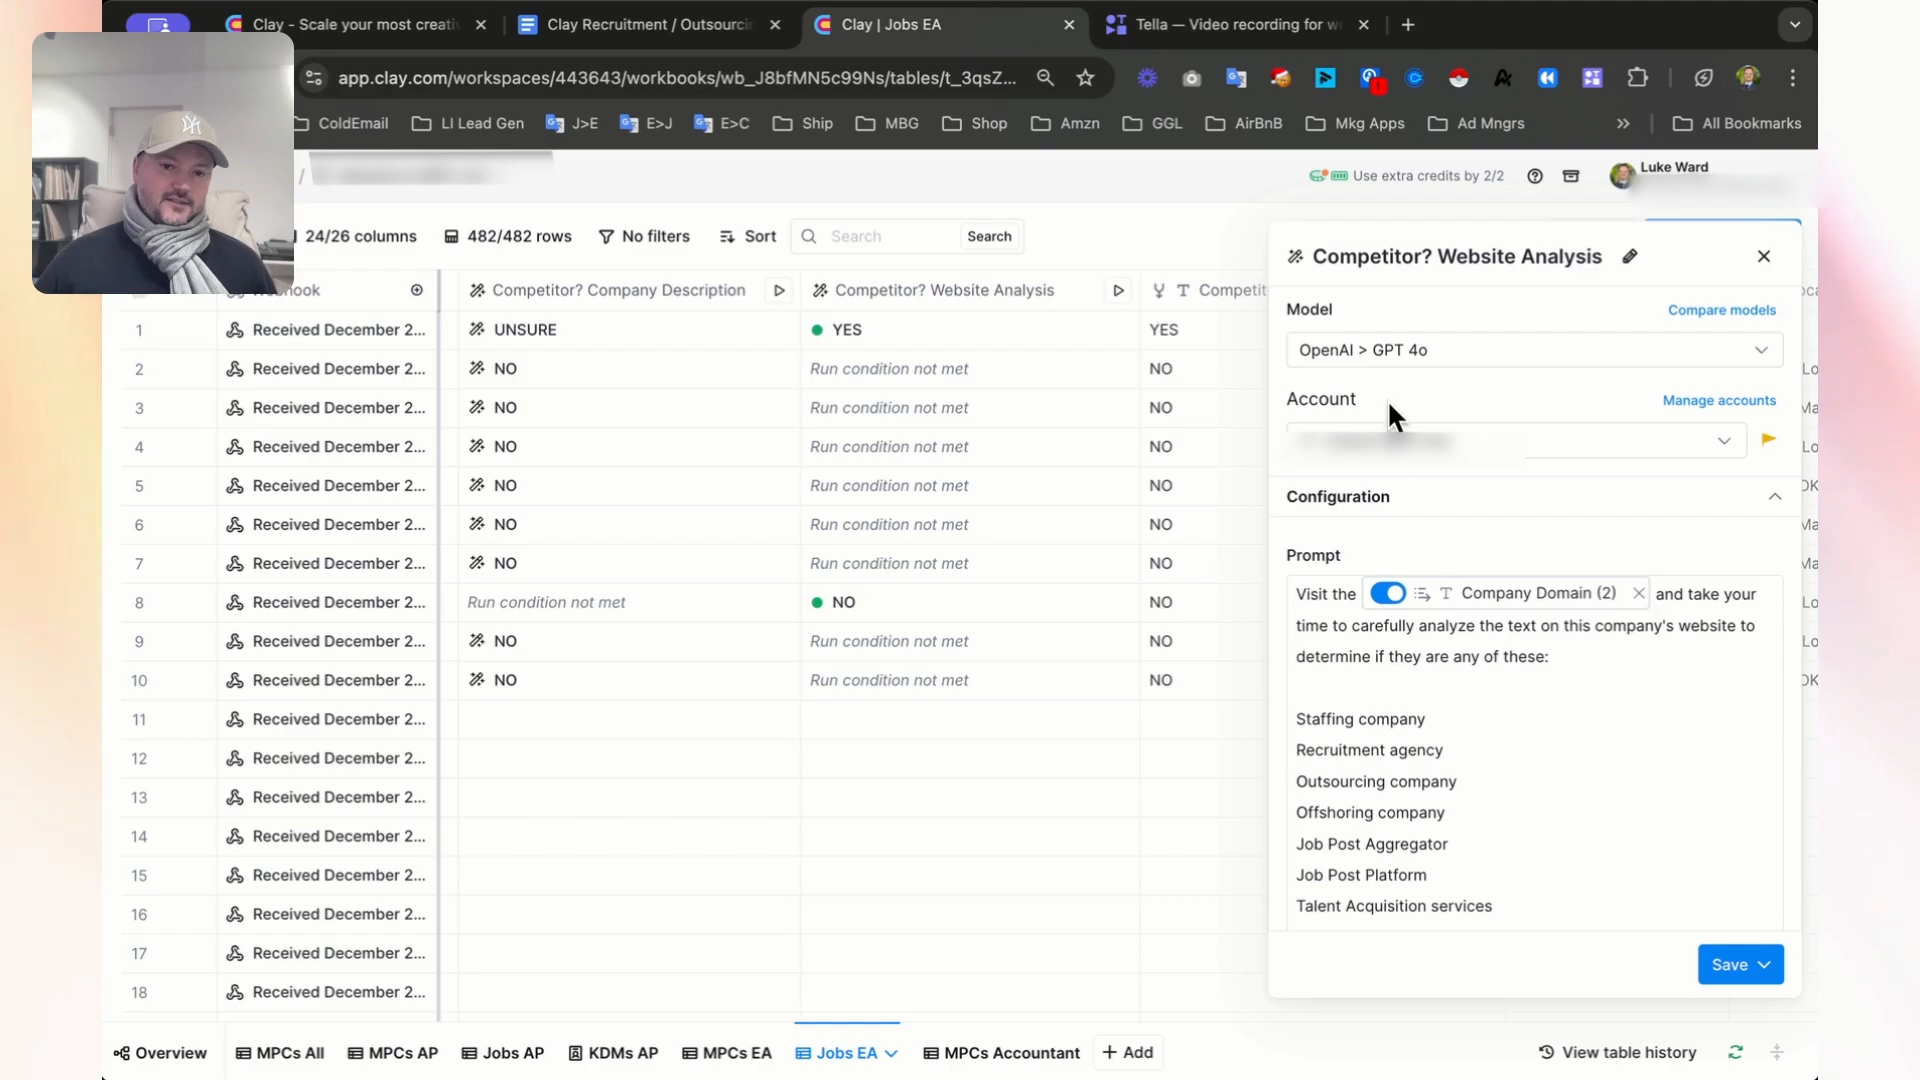 Clay - Scale your most creati
Clay Recruitment / Outsourcin
Clay | Jobs EA
Tella — Video recording for w
app.clay.com/workspaces/443643/workbooks/wb_J8bfMN5c99Ns/tables/t_3qsZ...
ColdEmail
LI Lead Gen
J>E
E>J
E>C
Ship
MBG
Shop
Amzn
GGL
AirBnB
Mkg Apps
Ad Mngrs
All Bookmarks
/
Use extra credits by 2/2
Luke Ward
24/26 columns
482/482 rows
No filters
Sort
Search
Search
Competitor? Company Description
Competitor? Website Analysis
Competit
1 Received December 2... UNSURE YES YES
2 Received December 2... NO Run condition not met NO
3 Received December 2... NO Run condition not met NO
4 Received December 2... NO Run condition not met NO
5 Received December 2... NO Run condition not met NO
6 Received December 2... NO Run condition not met NO
7 Received December 2... NO Run condition not met NO
8 Received December 2... Run condition not met NO NO
9 Received December 2... NO Run condition not met NO
10 Received December 2... NO Run condition not met NO
11 Received December 2...
12 Received December 2...
13 Received December 2...
14 Received December 2...
15 Received December 2...
16 Received December 2...
17 Received December 2...
18 Received December 2...
Competitor? Website Analysis
Model
Compare models
OpenAI > GPT 4o
Account
Manage accounts
Configuration
Prompt
Visit the Company Domain (2) and take your
time to carefully analyze the text on this company's website to
determine if they are any of these:
Staffing company
Recruitment agency
Outsourcing company
Offshoring company
Job Post Aggregator
Job Post Platform
Talent Acquisition services
Save
Overview
MPCs All
MPCs AP
Jobs AP
KDMs AP
MPCs EA
Jobs EA
MPCs Accountant
+ Add
View table history